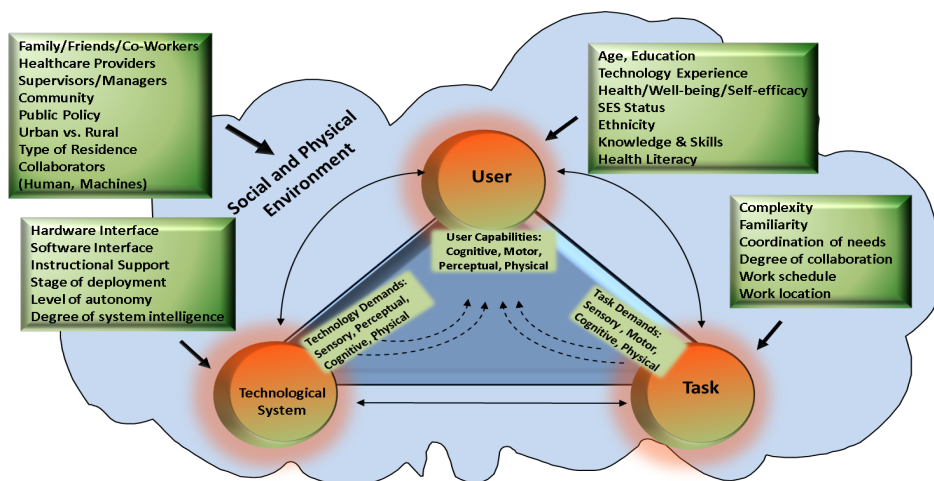 Family/Friends/Co-Workers
Healthcare Providers
Supervisors/Managers
Community
Public Policy
Urban vs. Rural
Type of Residence
Collaborators
(Human, Machines)
Social and Physical
Environment
Age, Education
Technology Experience
Health/Well-being/Self-efficacy
SES Status
Ethnicity
Knowledge & Skills
Health Literacy
User
User Capabilities:
Cognitive, Motor,
Perceptual, Physical
Hardware Interface
Software Interface
Instructional Support
Stage of deployment
Level of autonomy
Degree of system intelligence
Complexity
Familiarity
Coordination of needs
Degree of collaboration
Work schedule
Work location
Technology Demands:
Sensory, Perceptual,
Cognitive, Physical
Task Demands:
Sensory , Motor,
Cognitive, Physical
Technological
System
Task